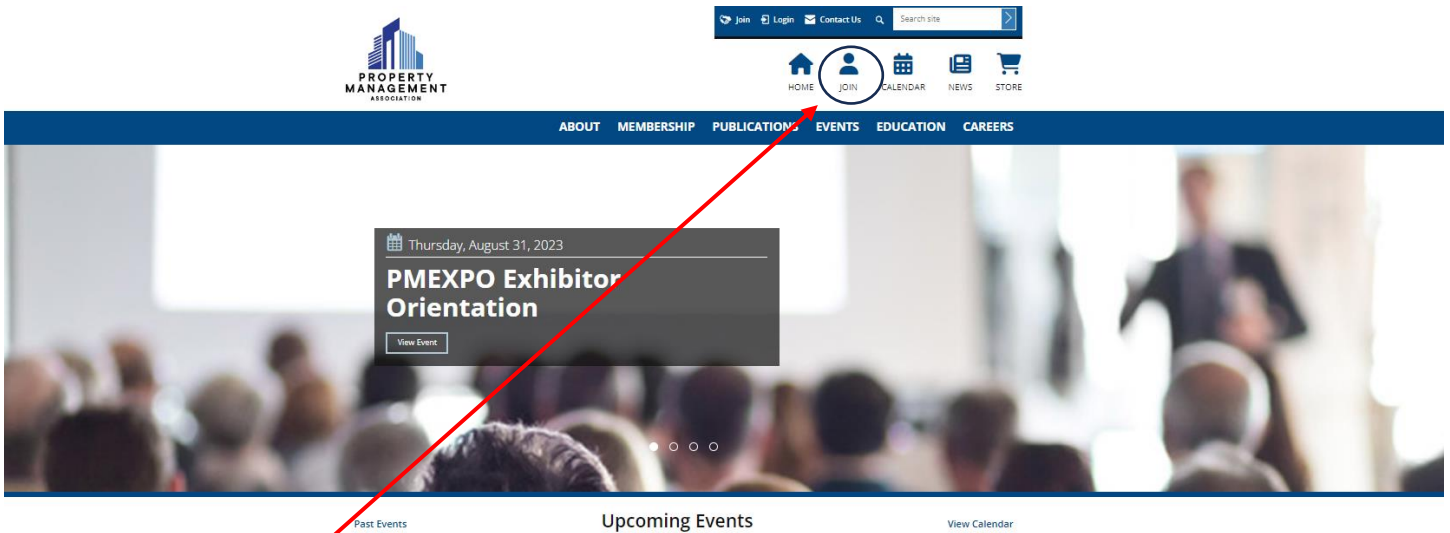 Join Login Contact Us Search site
PROPERTY
MANAGEMENT
ASSOCIATION
HOME JOIN CALENDAR NEWS STORE
ABOUT MEMBERSHIP PUBLICATIONS EVENTS EDUCATION CAREERS
Thursday, August 31, 2023
PMEXPO Exhibitor
Orientation
View Event
Past Events Upcoming Events View Calendar